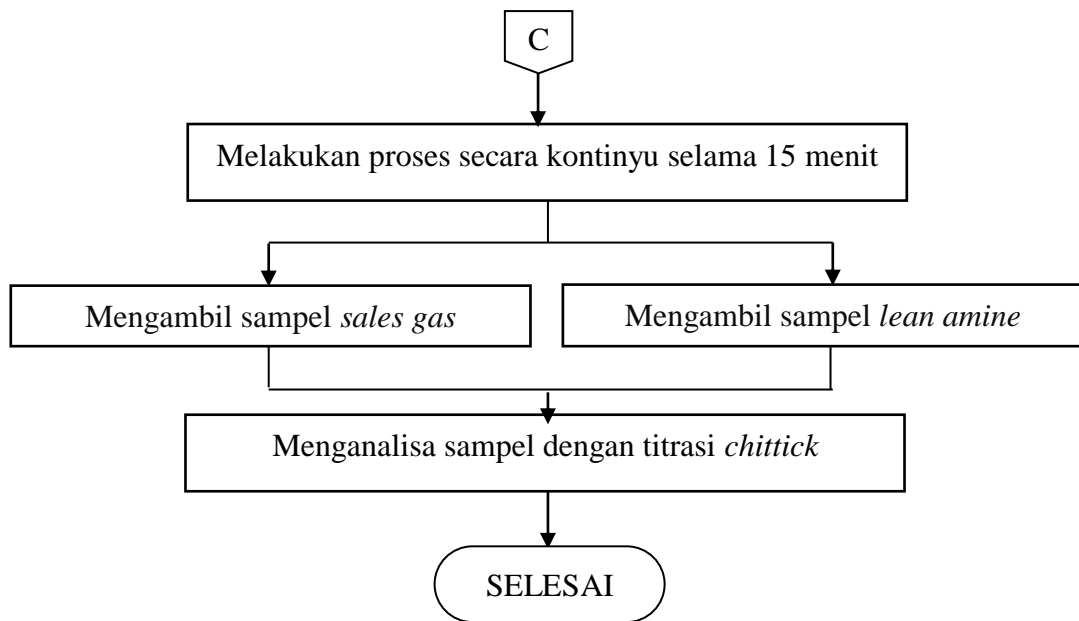 C
Melakukan proses secara kontinyu selama 15 menit
Mengambil sampel sales gas
Mengambil sampel lean amine
Menganalisa sampel dengan titrasi chittick
SELESAI